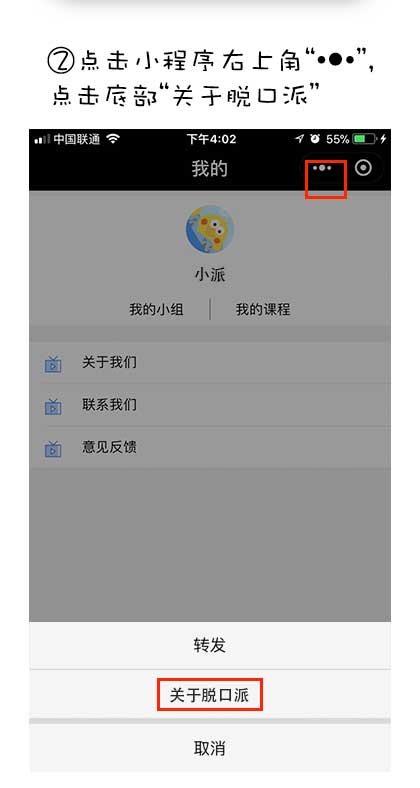 ②点击小程序右上角“•●•”,
点击底部“关于脱口派”
中国联通 下午4:02 55%
我的
小派
我的小组 我的课程
关于我们
联系我们
意见反馈
转发
关于脱口派
取消